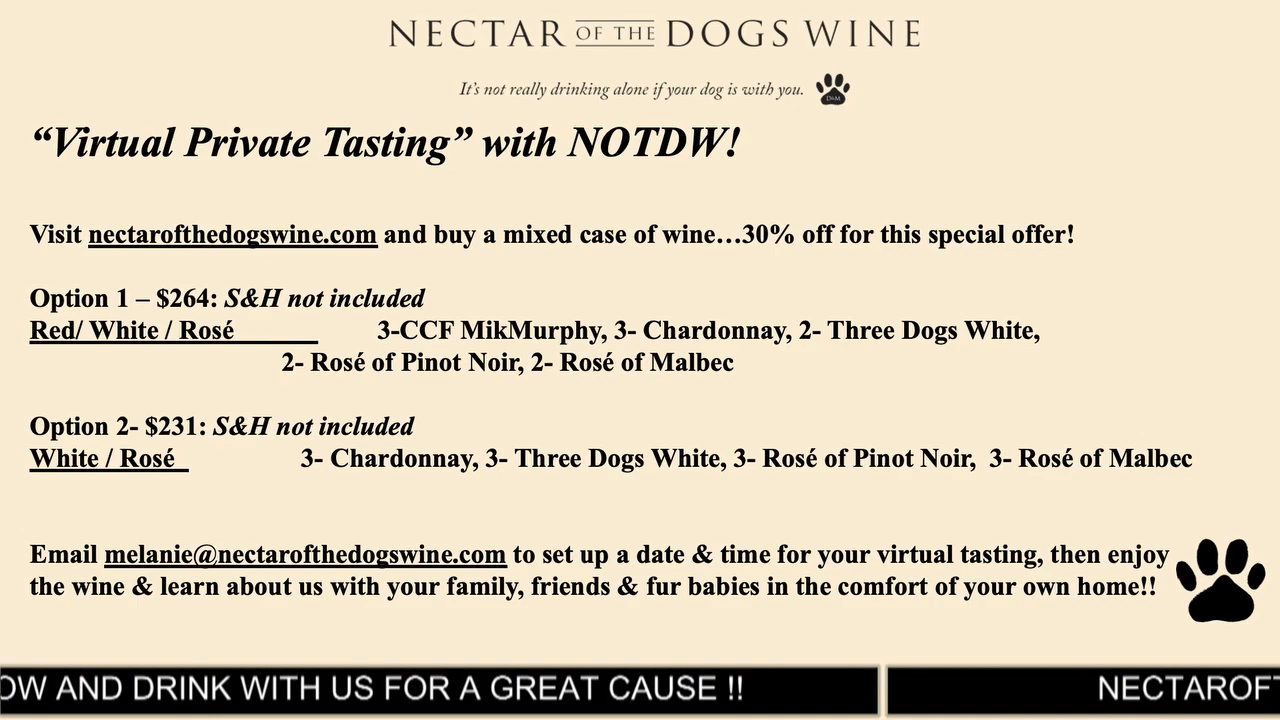 NECTAR OF THE DOGS WINE
It's not really drinking alone if your dog is with you.
D&M
“Virtual Private Tasting” with NOTDW!
Visit nectarofthedogswine.com and buy a mixed case of wine…30% off for this special offer!
Option 1 – $264: S&H not included
Red/ White / Rosé 3-CCF MikMurphy, 3- Chardonnay, 2- Three Dogs White,
2- Rosé of Pinot Noir, 2- Rosé of Malbec
Option 2- $231: S&H not included
White / Rosé 3- Chardonnay, 3- Three Dogs White, 3- Rosé of Pinot Noir, 3- Rosé of Malbec
Email melanie@nectarofthedogswine.com to set up a date & time for your virtual tasting, then enjoy
the wine & learn about us with your family, friends & fur babies in the comfort of your own home!!
OW AND DRINK WITH US FOR A GREAT CAUSE !! NECTAROF